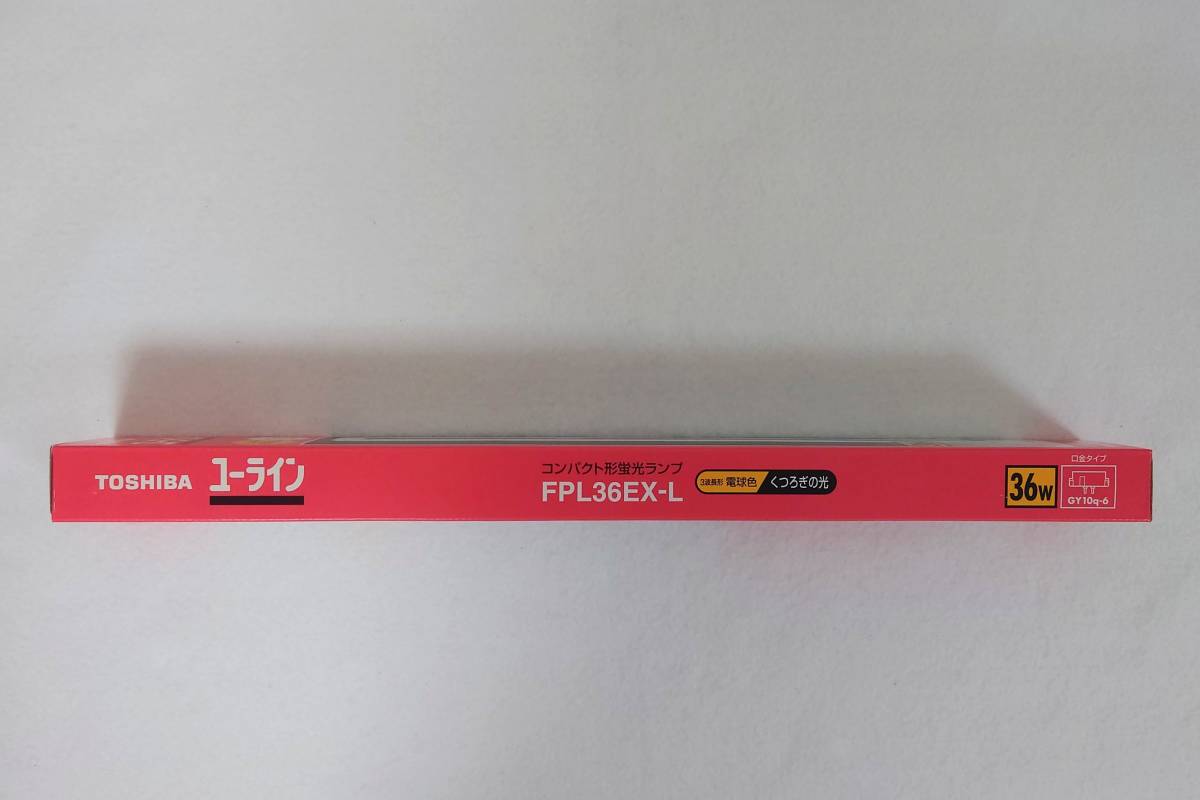 TOSHIBA
ユーライン
コンパクト形蛍光ランプ
FPL36EX-L
3波長形 電球色 くつろぎの光
36W
口金タイプ
GY10q-6